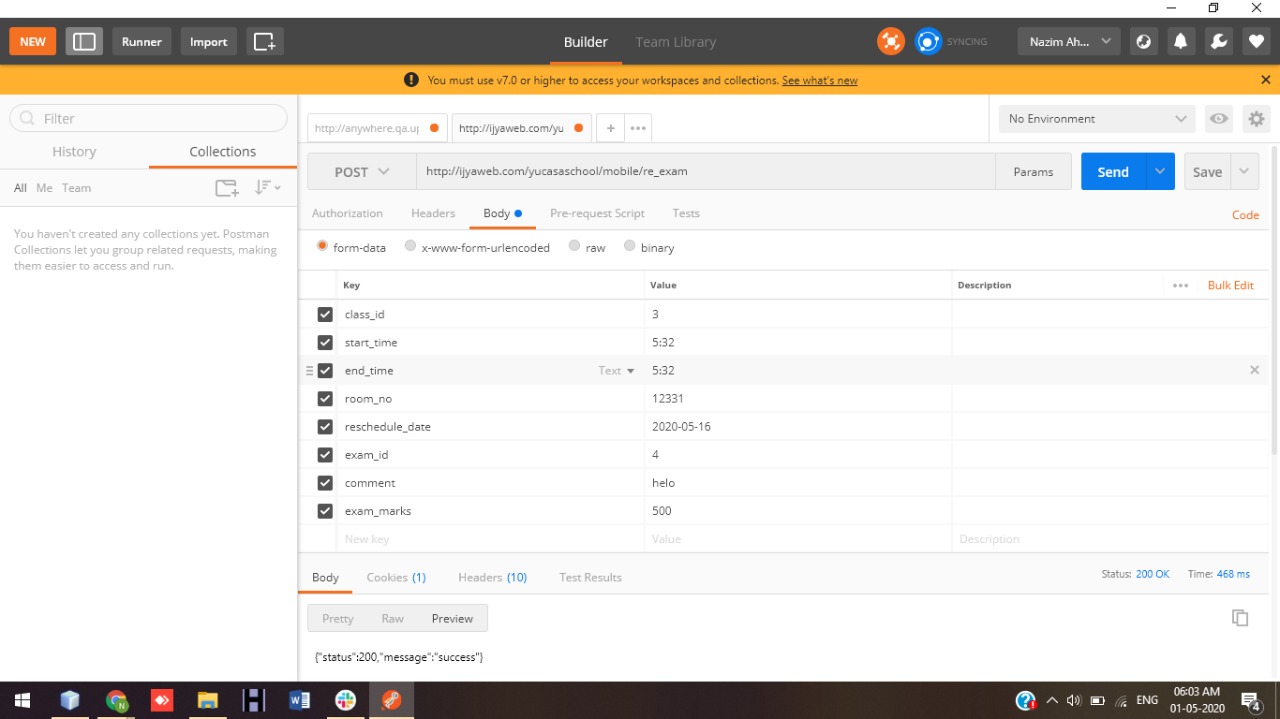 NEW Runner Import Builder Team Library SYNCING Nazim Ah...
You must use v7.0 or higher to access your workspaces and collections. See what's new
Filter
History Collections
All Me Team
You haven't created any collections yet. Postman
Collections let you group related requests, making
them easier to access and run.
http://anywhere.qa.up http://ijyaweb.com/yu + ••• No Environment
POST http://ijyaweb.com/yucasaschool/mobile/re_exam Params Send Save
Authorization Headers Body Pre-request Script Tests Code
form-data x-www-form-urlencoded raw binary
Key Value Description ••• Bulk Edit
class_id 3
start_time 5:32
end_time Text 5:32
room_no 12331
reschedule_date 2020-05-16
exam_id 4
comment helo
exam_marks 500
New key Value Description
Body Cookies (1) Headers (10) Test Results Status: 200 OK Time: 468 ms
Pretty Raw Preview
{"status":200,"message":"success"}
ENG 06:03 AM
01-05-2020 4